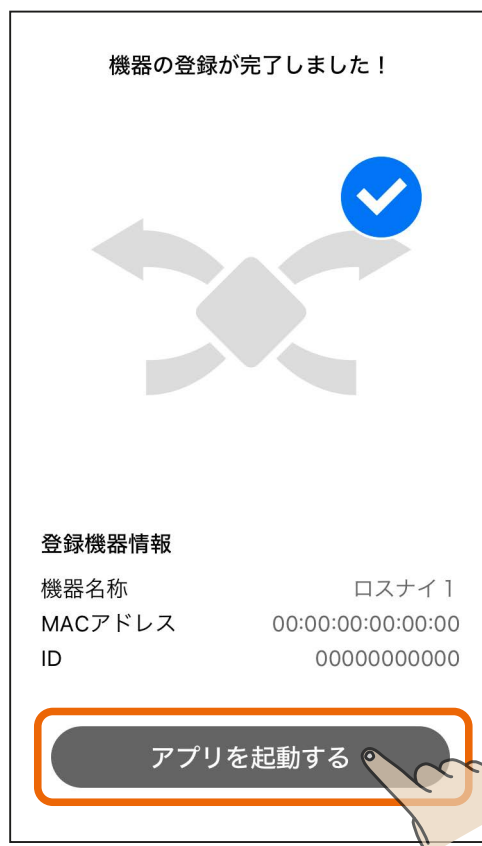 機器の登録が完了しました！
登録機器情報
機器名称 ロスナイ1
MACアドレス 00:00:00:00:00:00
ID 00000000000
アプリを起動する